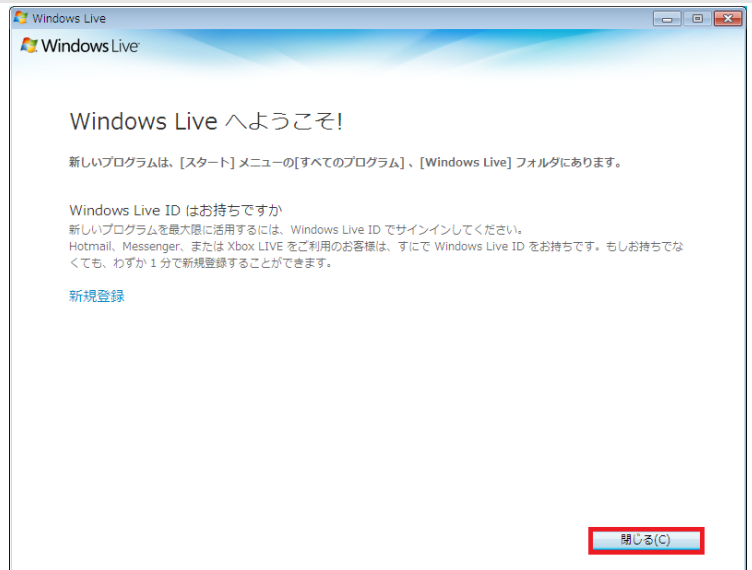 Windows Live
Windows Live
Windows Live へようこそ!
新しいプログラムは、[スタート] メニューの[すべてのプログラム] 、[Windows Live] フォルダにあります。
Windows Live ID はお持ちですか
新しいプログラムを最大限に活用するには、Windows Live ID でサインインしてください。
Hotmail、Messenger、または Xbox LIVE をご利用のお客様は、すにで Windows Live ID をお持ちです。もしお持ちでな
くても、わずか 1 分で新規登録することができます。
新規登録
閉じる(C)